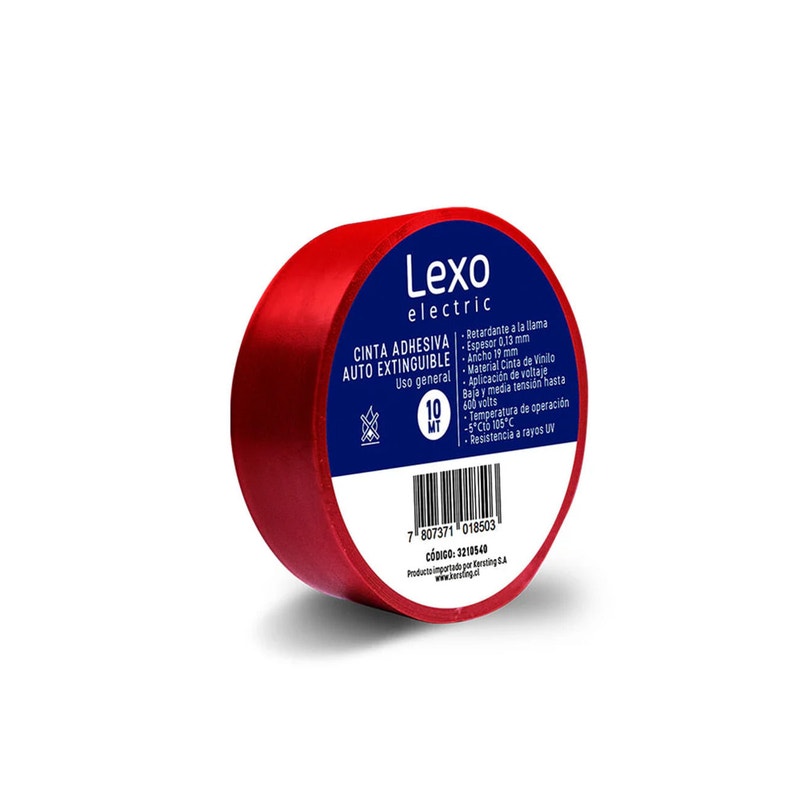 Lexo
electric
CINTA ADHESIVA
AUTO EXTINGUIBLE
Uso general
10
MT
• Retardante a la llama
• Espesor 0,13 mm
• Ancho 19 mm
• Material Cinta de Vinilo
• Aplicación de voltaje
Baja y media tensión hasta
600 volts
• Temperatura de operación
-5°Cto 105°C
• Resistencia a rayos UV
7 807371 018503
CÓDIGO: 3210540
Producto importado por Kersting S.A
www.kersting.cl